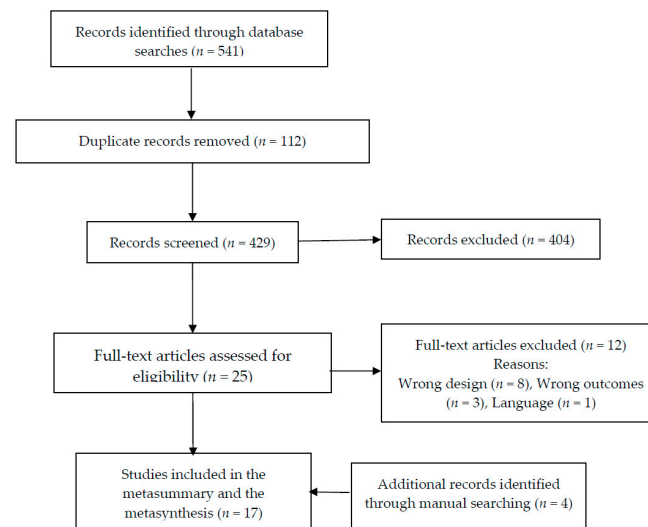 Records identified through database
searches (n = 541)
Duplicate records removed (n = 112)
Records screened (n = 429)
Records excluded (n = 404)
Full-text articles assessed for
eligibility (n = 25)
Full-text articles excluded (n = 12)
Reasons:
Wrong design (n = 8), Wrong outcomes
(n = 3), Language (n = 1)
Studies included in the
metasummary and the
metasynthesis (n = 17)
Additional records identified
through manual searching (n = 4)